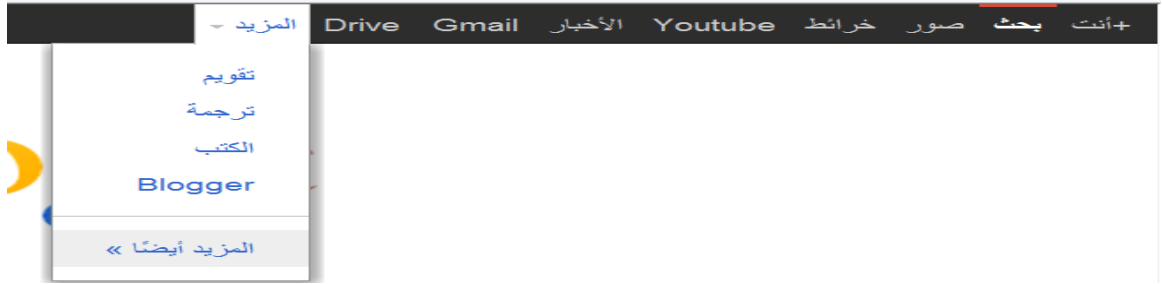 +أنت بحث صور خرائط Youtube الأخبار Gmail Drive المزيد
تقويم
ترجمة
الكتب
Blogger
المزيد أيضًا »